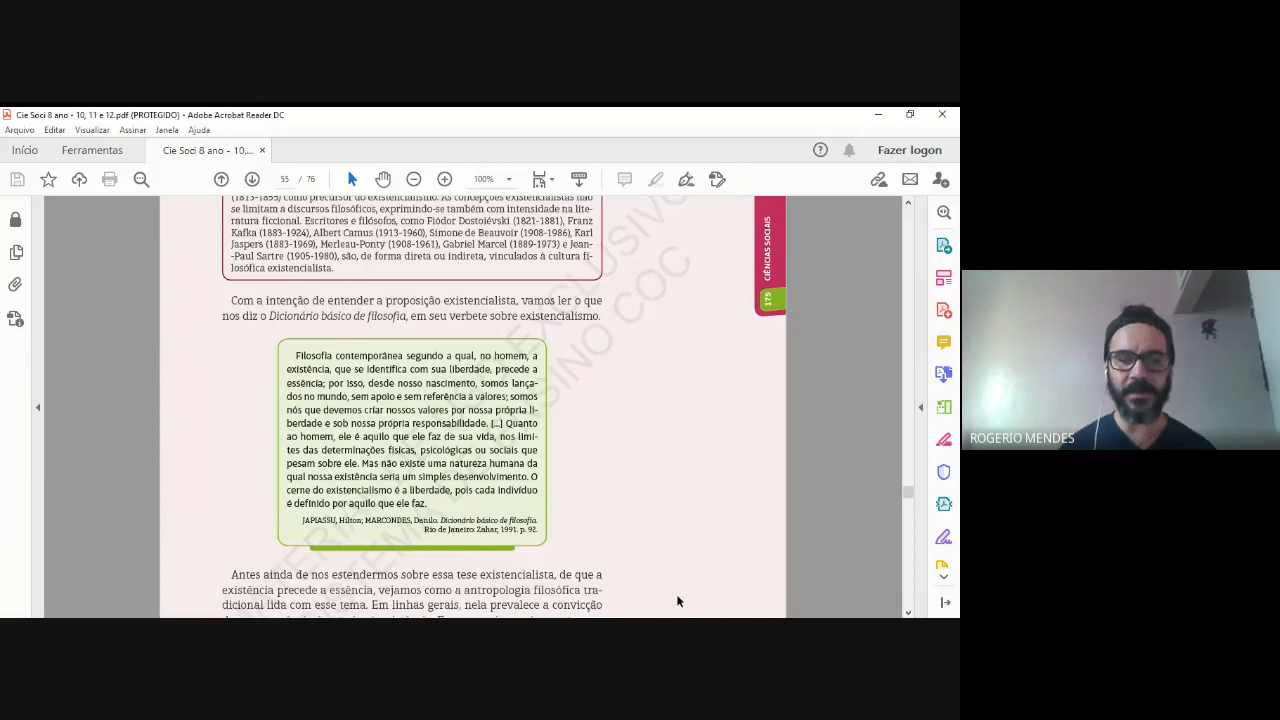 Cie Soci 8 ano - 10, 11 e 12.pdf (PROTEGIDO) - Adobe Acrobat Reader DC
Arquivo Editar Visualizar Assinar Janela Ajuda
Início Ferramentas Cie Soci 8 ano - 10,... × Fazer logon
55 / 76 100%
(1813-1855) como precursor do existencialismo. As concepções existencialistas não
se limitam a discursos filosóficos, exprimindo-se também com intensidade na lite-
ratura ficcional. Escritores e filósofos, como Fiódor Dostoiévski (1821-1881), Franz
Kafka (1883-1924), Albert Camus (1913-1960), Simone de Beauvoir (1908-1986), Karl
Jaspers (1883-1969), Merleau-Ponty (1908-1961), Gabriel Marcel (1889-1973) e Jean-
-Paul Sartre (1905-1980), são, de forma direta ou indireta, vinculados à cultura fi-
losófica existencialista.
CIÊNCIAS SOCIAIS
175
Com a intenção de entender a proposição existencialista, vamos ler o que
nos diz o Dicionário básico de filosofia, em seu verbete sobre existencialismo.
Filosofia contemporânea segundo a qual, no homem, a
existência, que se identifica com sua liberdade, precede a
essência; por isso, desde nosso nascimento, somos lança-
dos no mundo, sem apoio e sem referência a valores; somos
nós que devemos criar nossos valores por nossa própria li-
berdade e sob nossa própria responsabilidade. [...] Quanto
ao homem, ele é aquilo que ele faz de sua vida, nos limi-
tes das determinações físicas, psicológicas ou sociais que
pesam sobre ele. Mas não existe uma natureza humana da
qual nossa existência seria um simples desenvolvimento. O
cerne do existencialismo é a liberdade, pois cada indivíduo
é definido por aquilo que ele faz.
JAPIASSU, Hilton; MARCONDES, Danilo. Dicionário básico de filosofia.
Rio de Janeiro: Zahar, 1991. p. 92.
Antes ainda de nos estendermos sobre essa tese existencialista, de que a
existência precede a essência, vejamos como a antropologia filosófica tra-
dicional lida com esse tema. Em linhas gerais, nela prevalece a convicção
EXCLUSIVO
ENSINO COC
ROGERIO MENDES